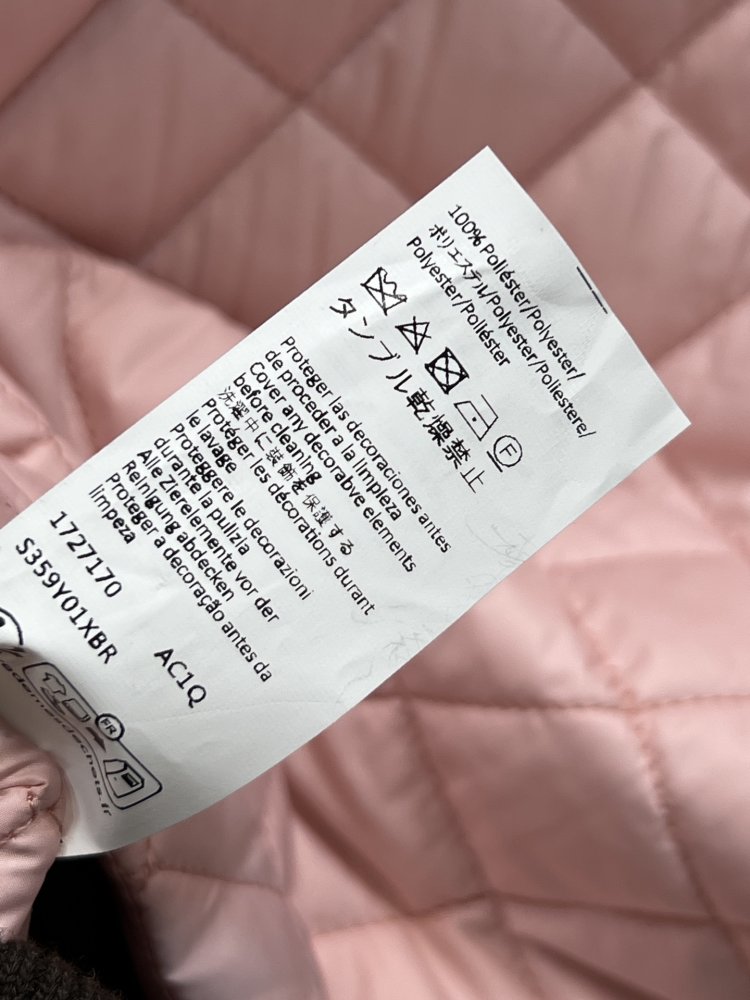 100% Poliéster/Polyester/
ポリエステル/Polyester/Poliestere/
Polyester/Poliéster
F
タンブル乾燥禁止
Proteger las decoraciones antes
de proceder a la limpieza
Cover any decorative elements
before cleaning
洗濯中に装飾を保護する
Protéger les décorations durant
le lavage
Proteggere le decorazioni
durante la pulizia
Alle Zierelemente vor der
Reinigung abdecken
Proteger a decoração antes da
limpeza
1727170
S359Y01XBR AC1Q
FR